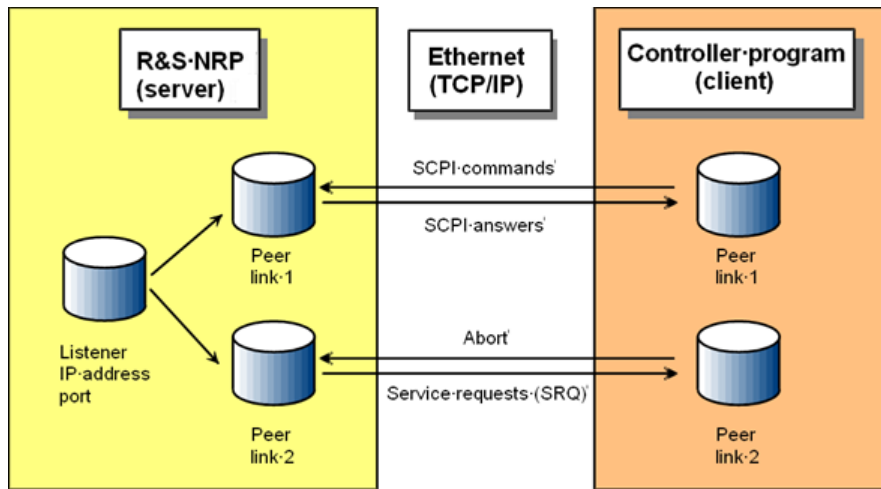 R&S·NRP
(server)
Ethernet
(TCP/IP)
Controller·program
(client)
SCPI·commands
SCPI·answers
Peer
link·1
Peer
link·1
Listener
IP·address
port
Abort
Service·requests·(SRQ)
Peer
link·2
Peer
link·2